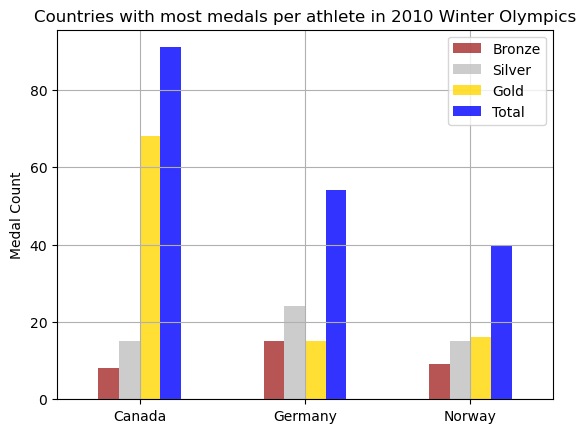 Countries with most medals per athlete in 2010 Winter Olympics
Bronze
Silver
Gold
Total
Medal Count
80
60
40
20
0
Canada
Germany
Norway